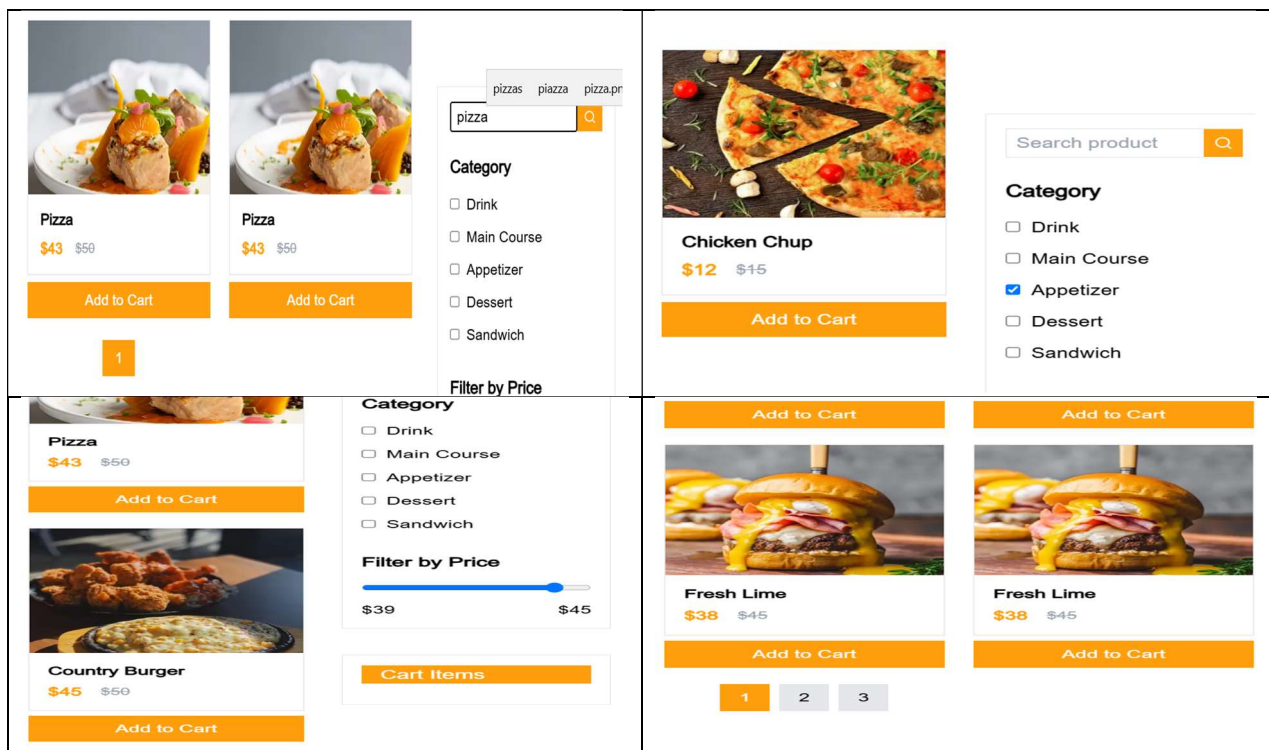 pizzas piazza pizza.pn
pizza
Pizza
$43 $50
Add to Cart
Pizza
$43 $50
Add to Cart
1
Category
Drink
Main Course
Appetizer
Dessert
Sandwich
Filter by Price
Chicken Chup
$12 $15
Add to Cart
Search product
Category
Drink
Main Course
Appetizer
Dessert
Sandwich
Pizza
$43 $50
Add to Cart
Country Burger
$45 $50
Add to Cart
Category
Drink
Main Course
Appetizer
Dessert
Sandwich
Filter by Price
$39 $45
Cart Items
Add to Cart
Add to Cart
Fresh Lime
$38 $45
Add to Cart
Fresh Lime
$38 $45
Add to Cart
1 2 3